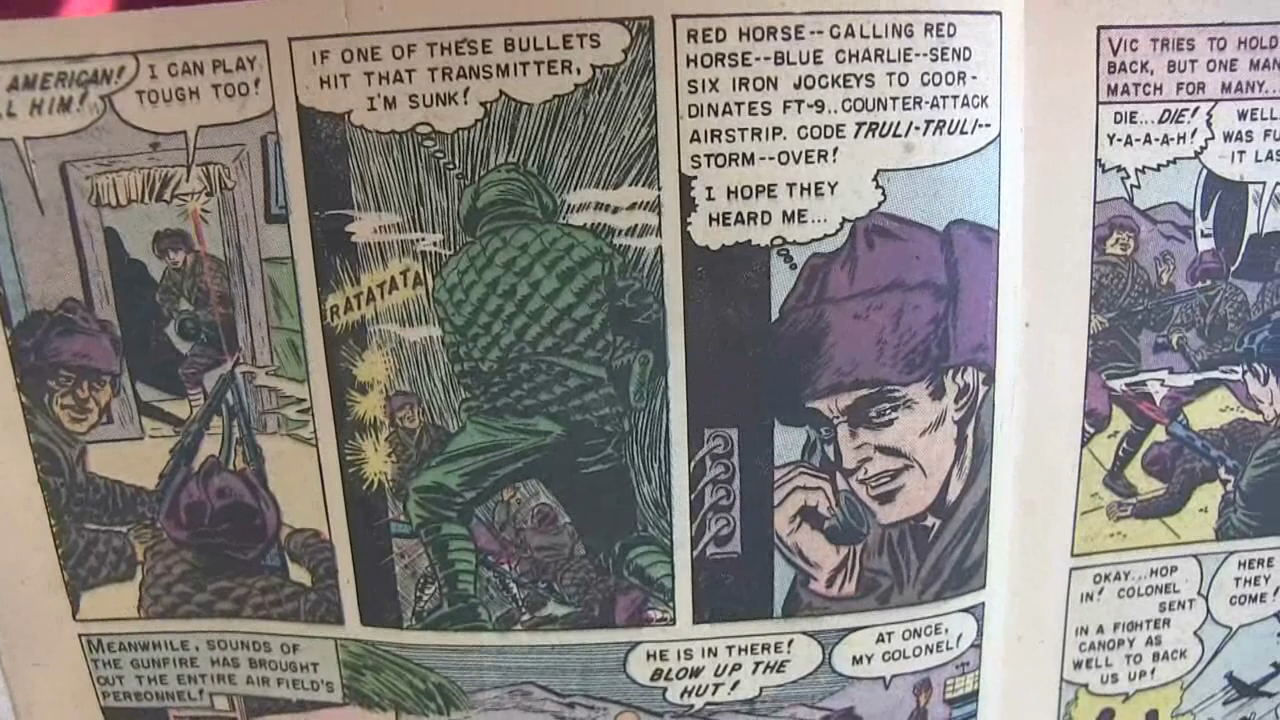 AMERICAN!
HIM!
I CAN PLAY
TOUGH TOO!
IF ONE OF THESE BULLETS
HIT THAT TRANSMITTER,
I'M SUNK!
RATATATA
RED HORSE--CALLING RED
HORSE--BLUE CHARLIE--SEND
SIX IRON JOCKEYS TO COOR-
DINATES FT-9..COUNTER-ATTACK
AIRSTRIP. CODE TRULI-TRULI--
STORM--OVER!
I HOPE THEY
HEARD ME...
VIC TRIES TO HOLD
BACK, BUT ONE MAN
MATCH FOR MANY...
DIE...DIE!
Y-A-A-A-H!
WELL
WAS
IT
MEANWHILE, SOUNDS OF
THE GUNFIRE HAS BROUGHT
OUT THE ENTIRE AIR FIELD'S
PERSONNEL!
HE IS IN THERE!
BLOW UP THE
HUT!
AT ONCE,
MY COLONEL!
OKAY...HOP
IN! COLONEL
SENT
IN A FIGHTER
CANOPY AS
WELL TO BACK
US UP!
HERE
THEY
COME!